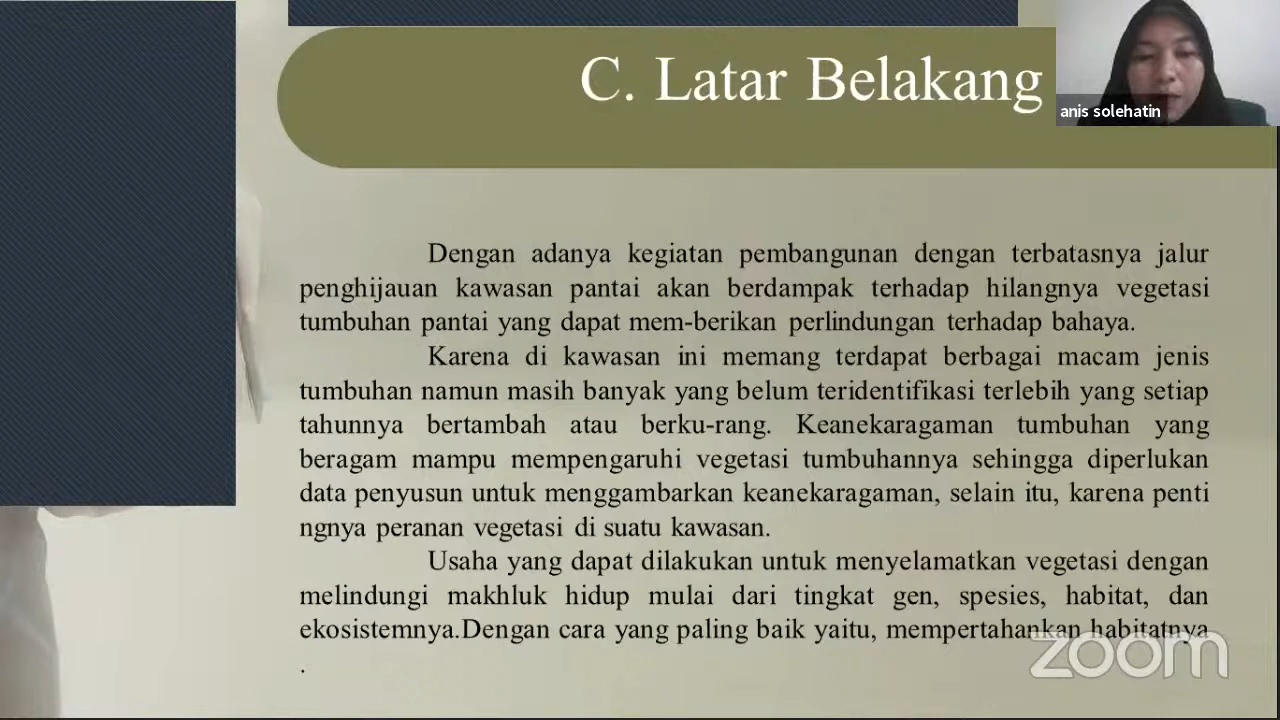 C. Latar Belakang
anis solehatin
Dengan adanya kegiatan pembangunan dengan terbatasnya jalur
penghijauan kawasan pantai akan berdampak terhadap hilangnya vegetasi
tumbuhan pantai yang dapat mem-berikan perlindungan terhadap bahaya.
Karena di kawasan ini memang terdapat berbagai macam jenis
tumbuhan namun masih banyak yang belum teridentifikasi terlebih yang setiap
tahunnya bertambah atau berku-rang. Keanekaragaman tumbuhan yang
beragam mampu mempengaruhi vegetasi tumbuhannya sehingga diperlukan
data penyusun untuk menggambarkan keanekaragaman, selain itu, karena penti
ngnya peranan vegetasi di suatu kawasan.
Usaha yang dapat dilakukan untuk menyelamatkan vegetasi dengan
melindungi makhluk hidup mulai dari tingkat gen, spesies, habitat, dan
ekosistemnya.Dengan cara yang paling baik yaitu, mempertahankan habitatnya
.
zoom